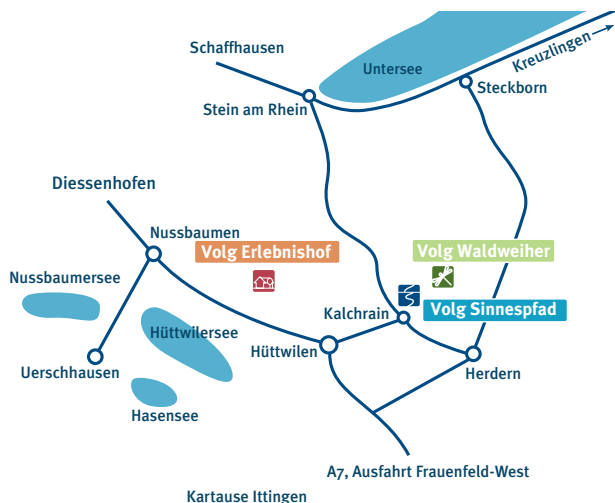 Schaffhausen
Untersee
Kreuzlingen
Steckborn
Stein am Rhein
Diessenhofen
Nussbaumen
Volg Erlebnishof
Volg Waldweiher
Nussbaumersee
Volg Sinnespfad
Kalchrain
Hüttwilersee
Hüttwilen
Uerschhausen
Herdern
Hasensee
A7, Ausfahrt Frauenfeld-West
Kartause Ittingen